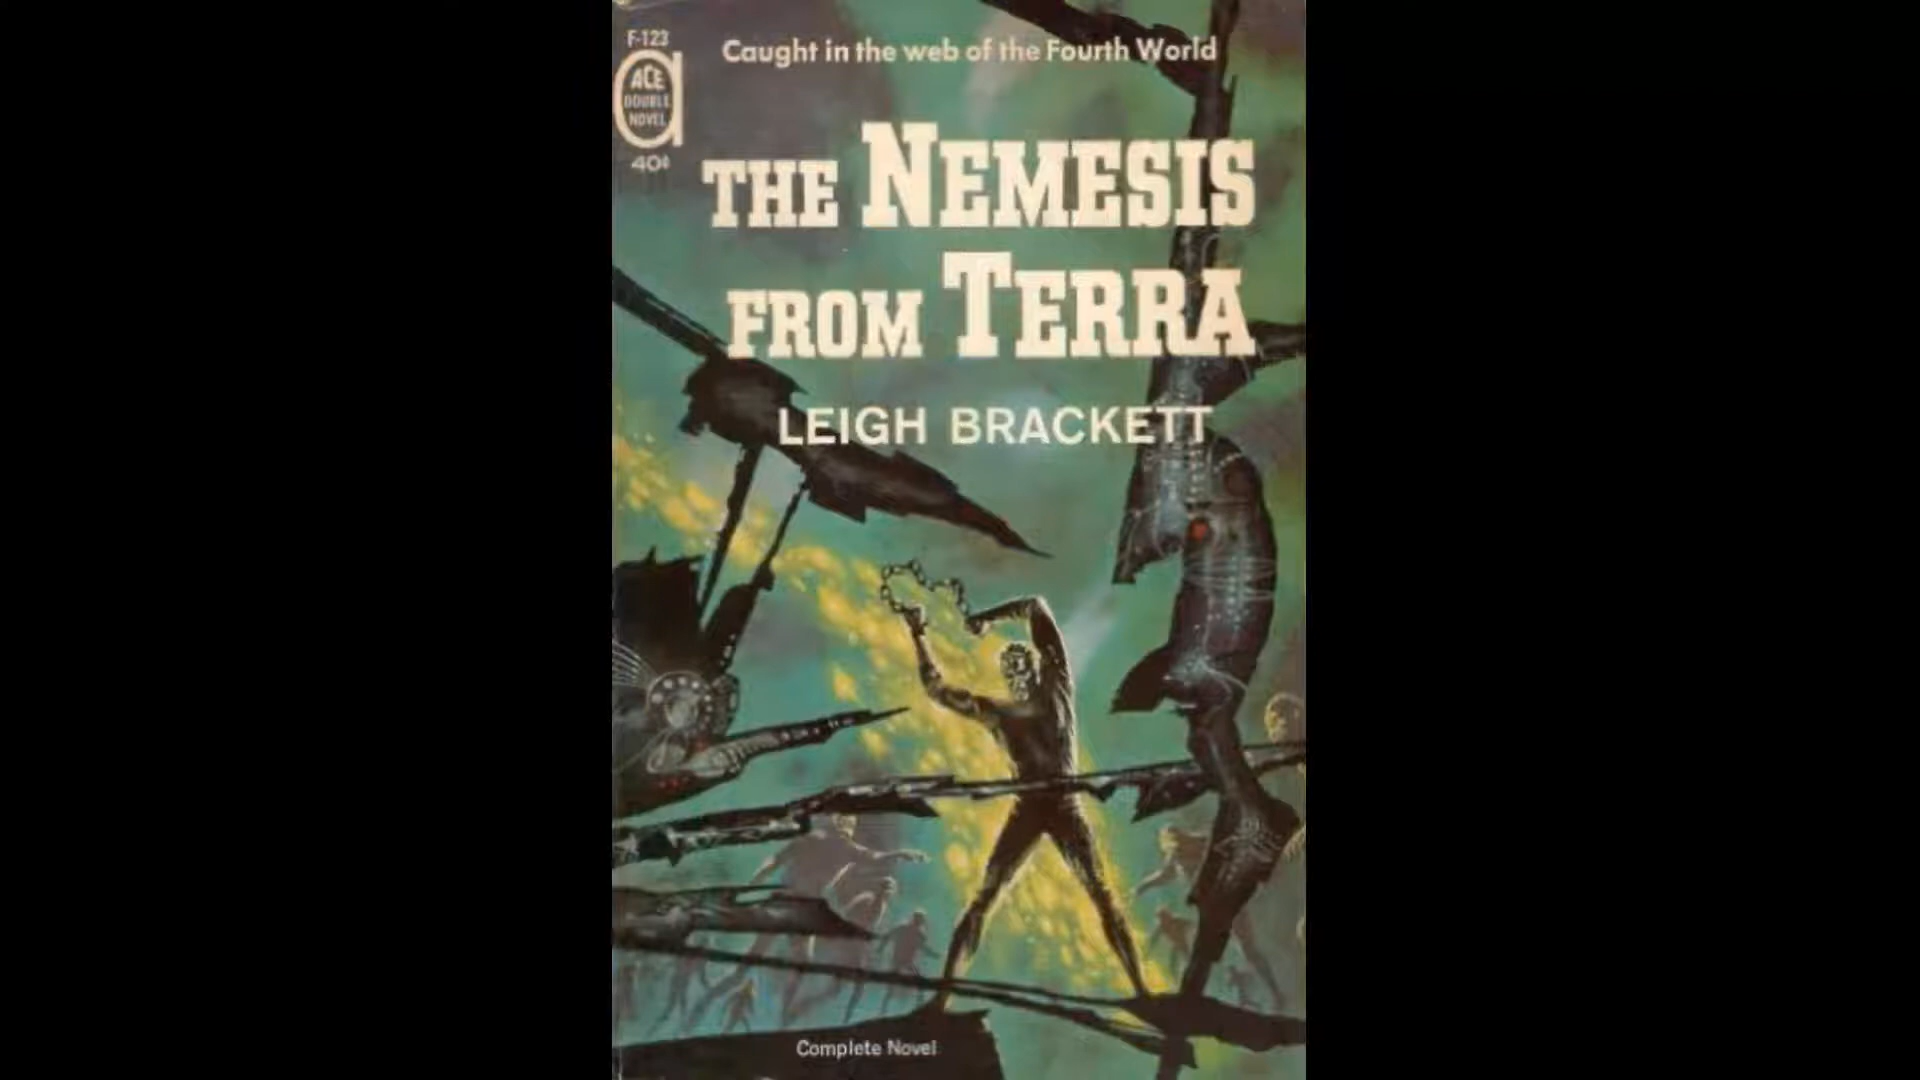 F-123
ACE
DOUBLE
NOVEL
40¢
Caught in the web of the Fourth World
THE NEMESIS
FROM TERRA
LEIGH BRACKETT
Complete Novel